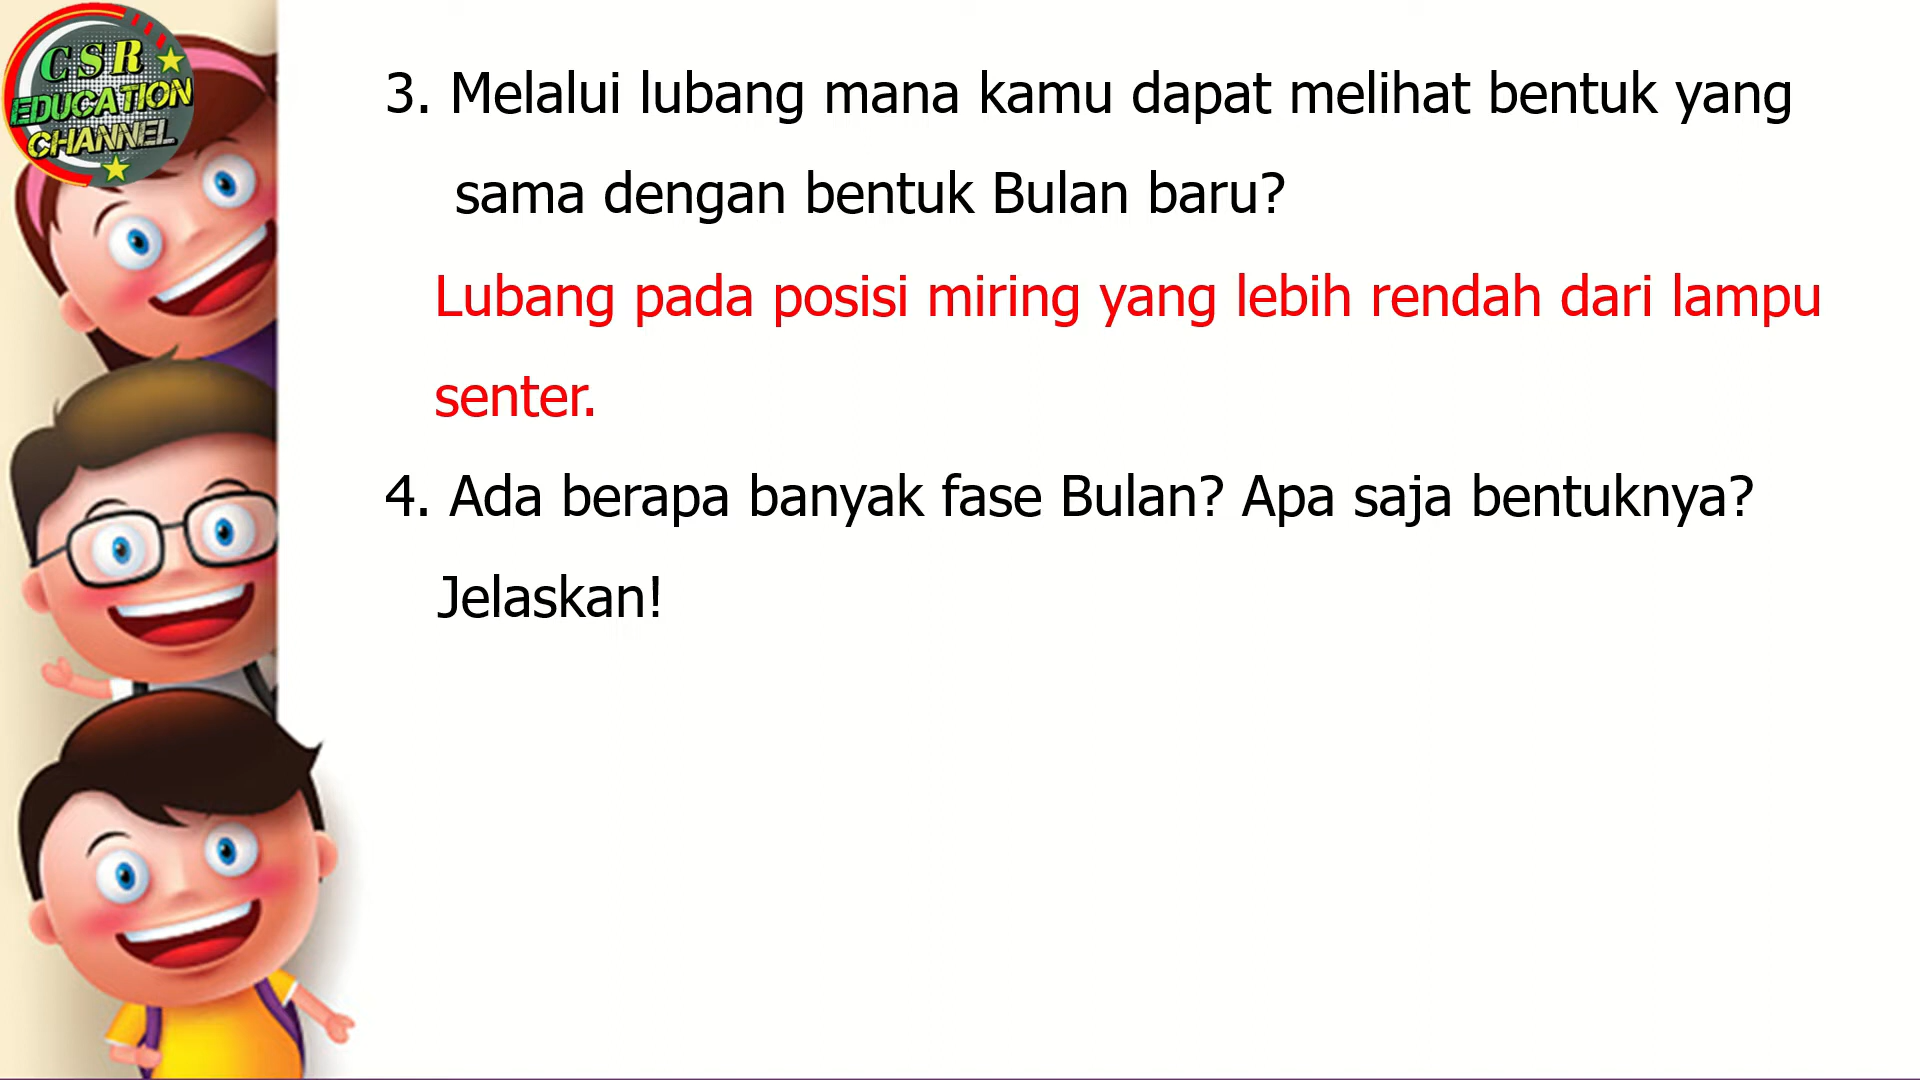 CSR
EDUCATION
CHANNEL
3. Melalui lubang mana kamu dapat melihat bentuk yang
sama dengan bentuk Bulan baru?
Lubang pada posisi miring yang lebih rendah dari lampu
senter.
4. Ada berapa banyak fase Bulan? Apa saja bentuknya?
Jelaskan!